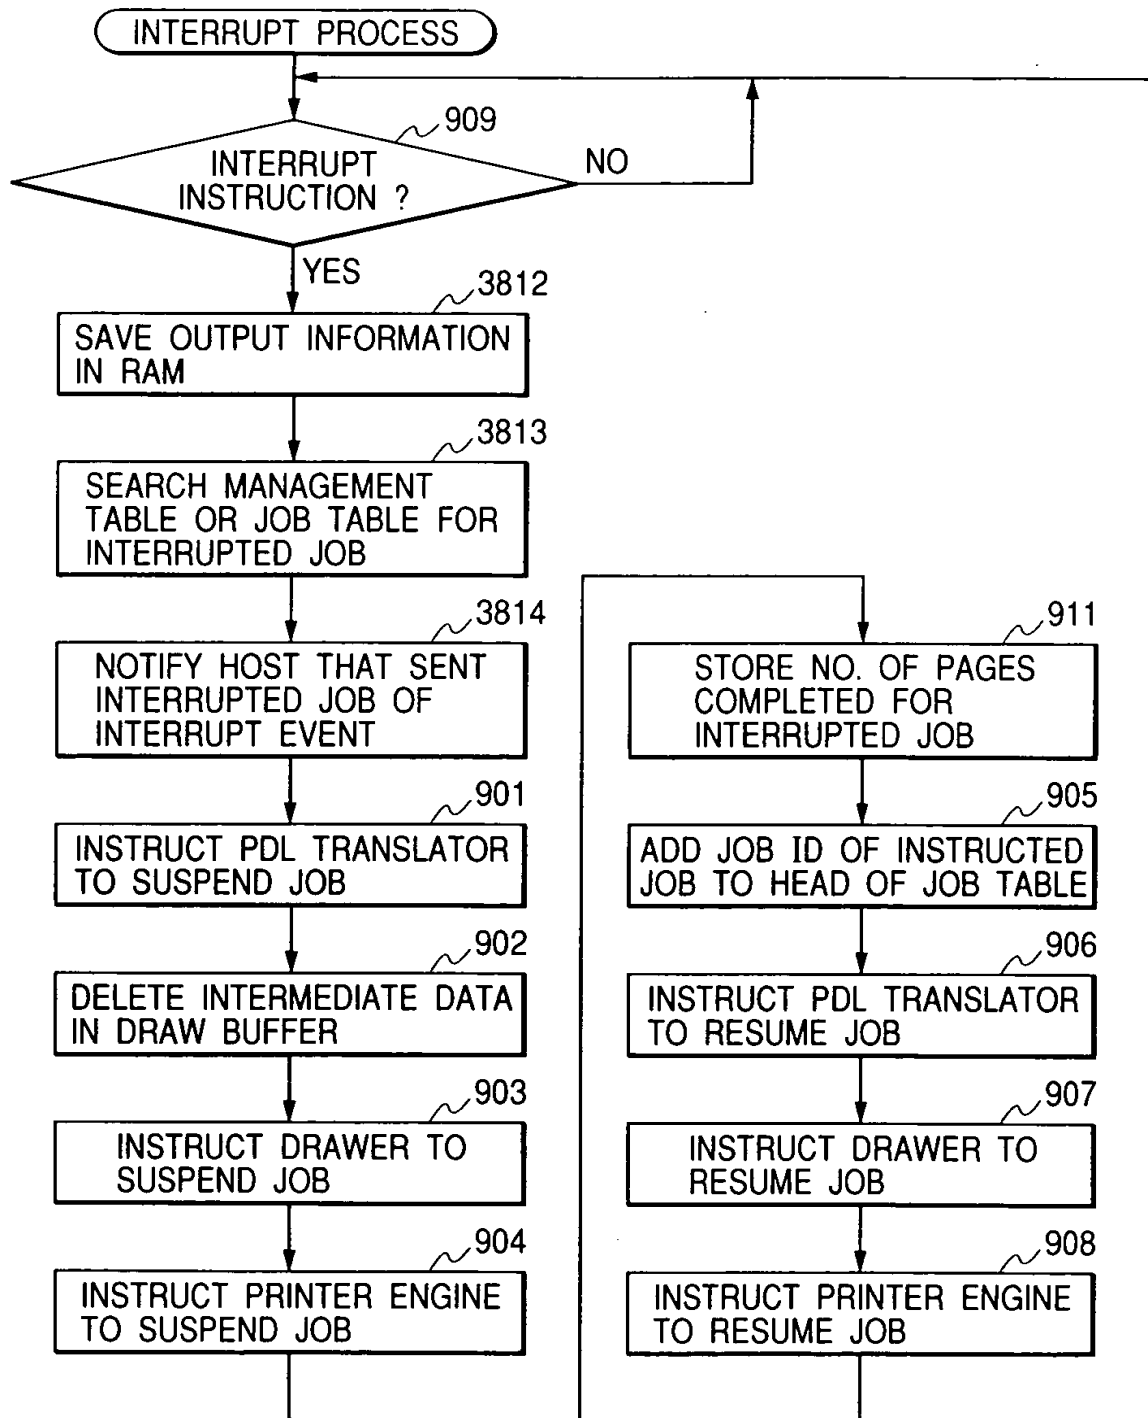 INTERRUPT PROCESS
909
INTERRUPT
INSTRUCTION ?
NO
YES
3812
SAVE OUTPUT INFORMATION
IN RAM
3813
SEARCH MANAGEMENT
TABLE OR JOB TABLE FOR
INTERRUPTED JOB
3814
NOTIFY HOST THAT SENT
INTERRUPTED JOB OF
INTERRUPT EVENT
901
INSTRUCT PDL TRANSLATOR
TO SUSPEND JOB
902
DELETE INTERMEDIATE DATA
IN DRAW BUFFER
903
INSTRUCT DRAWER TO
SUSPEND JOB
904
INSTRUCT PRINTER ENGINE
TO SUSPEND JOB
911
STORE NO. OF PAGES
COMPLETED FOR
INTERRUPTED JOB
905
ADD JOB ID OF INSTRUCTED
JOB TO HEAD OF JOB TABLE
906
INSTRUCT PDL TRANSLATOR
TO RESUME JOB
907
INSTRUCT DRAWER TO
RESUME JOB
908
INSTRUCT PRINTER ENGINE
TO RESUME JOB